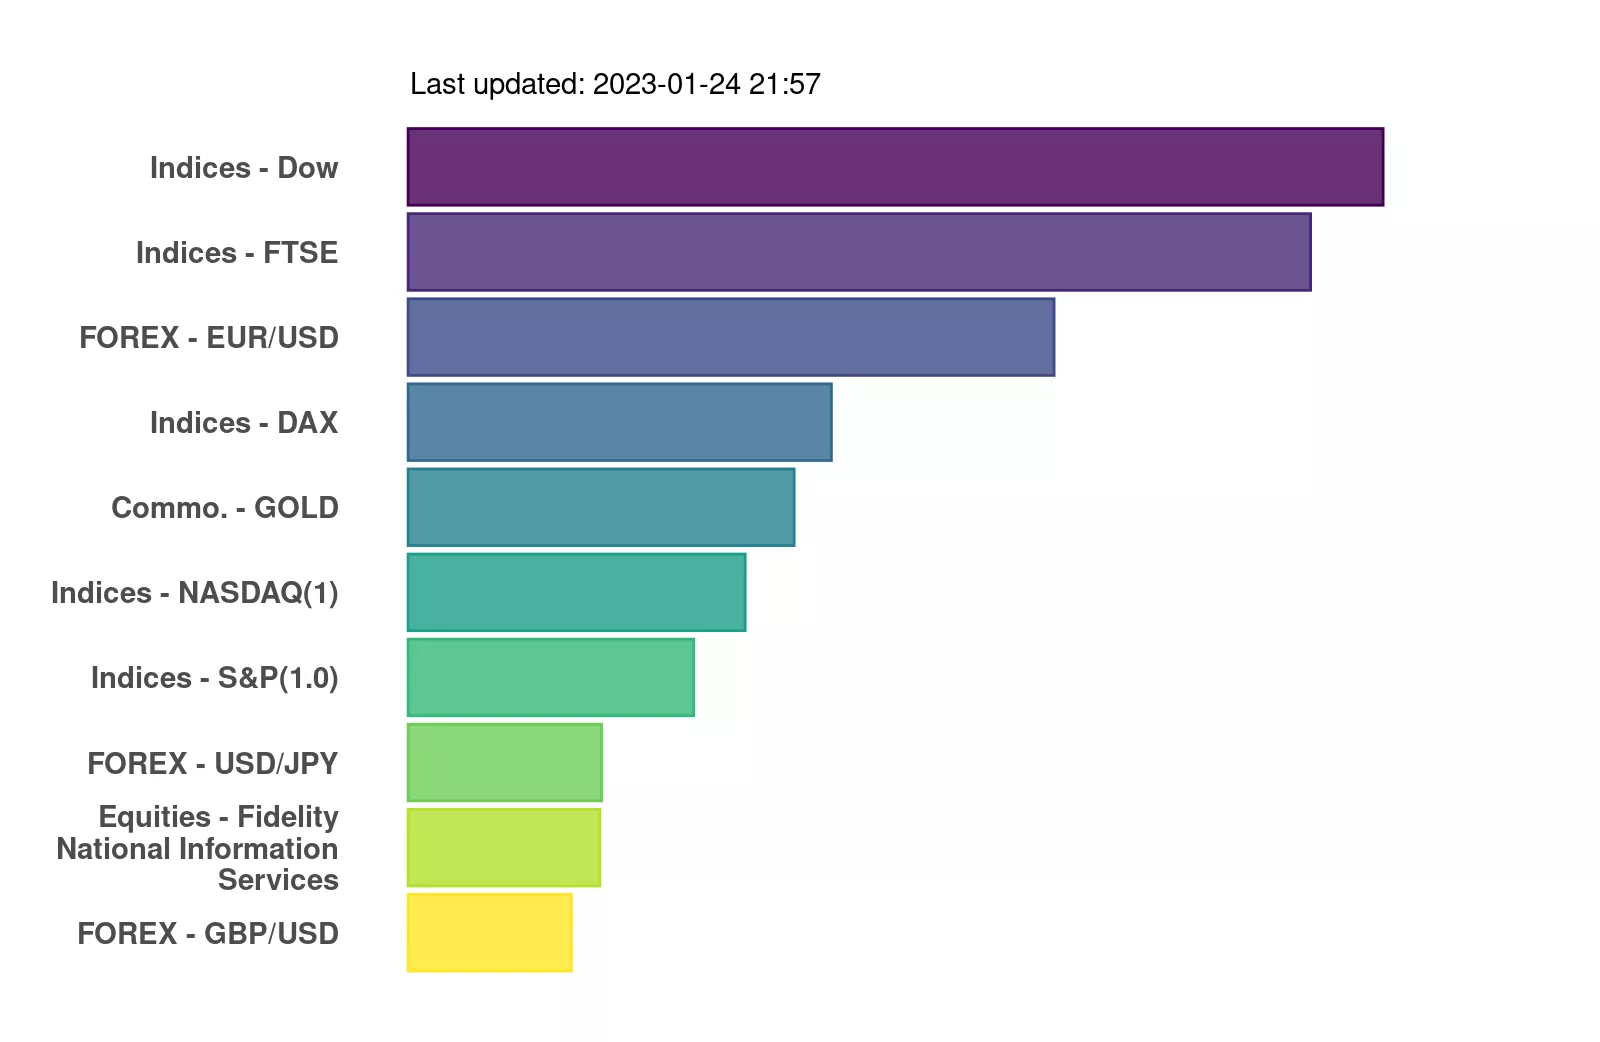 Last updated: 2023-01-24 21:57
Indices - Dow
Indices - FTSE
FOREX - EUR/USD
Indices - DAX
Commo. - GOLD
Indices - NASDAQ(1)
Indices - S&P(1.0)
FOREX - USD/JPY
Equities - Fidelity
National Information
Services
FOREX - GBP/USD